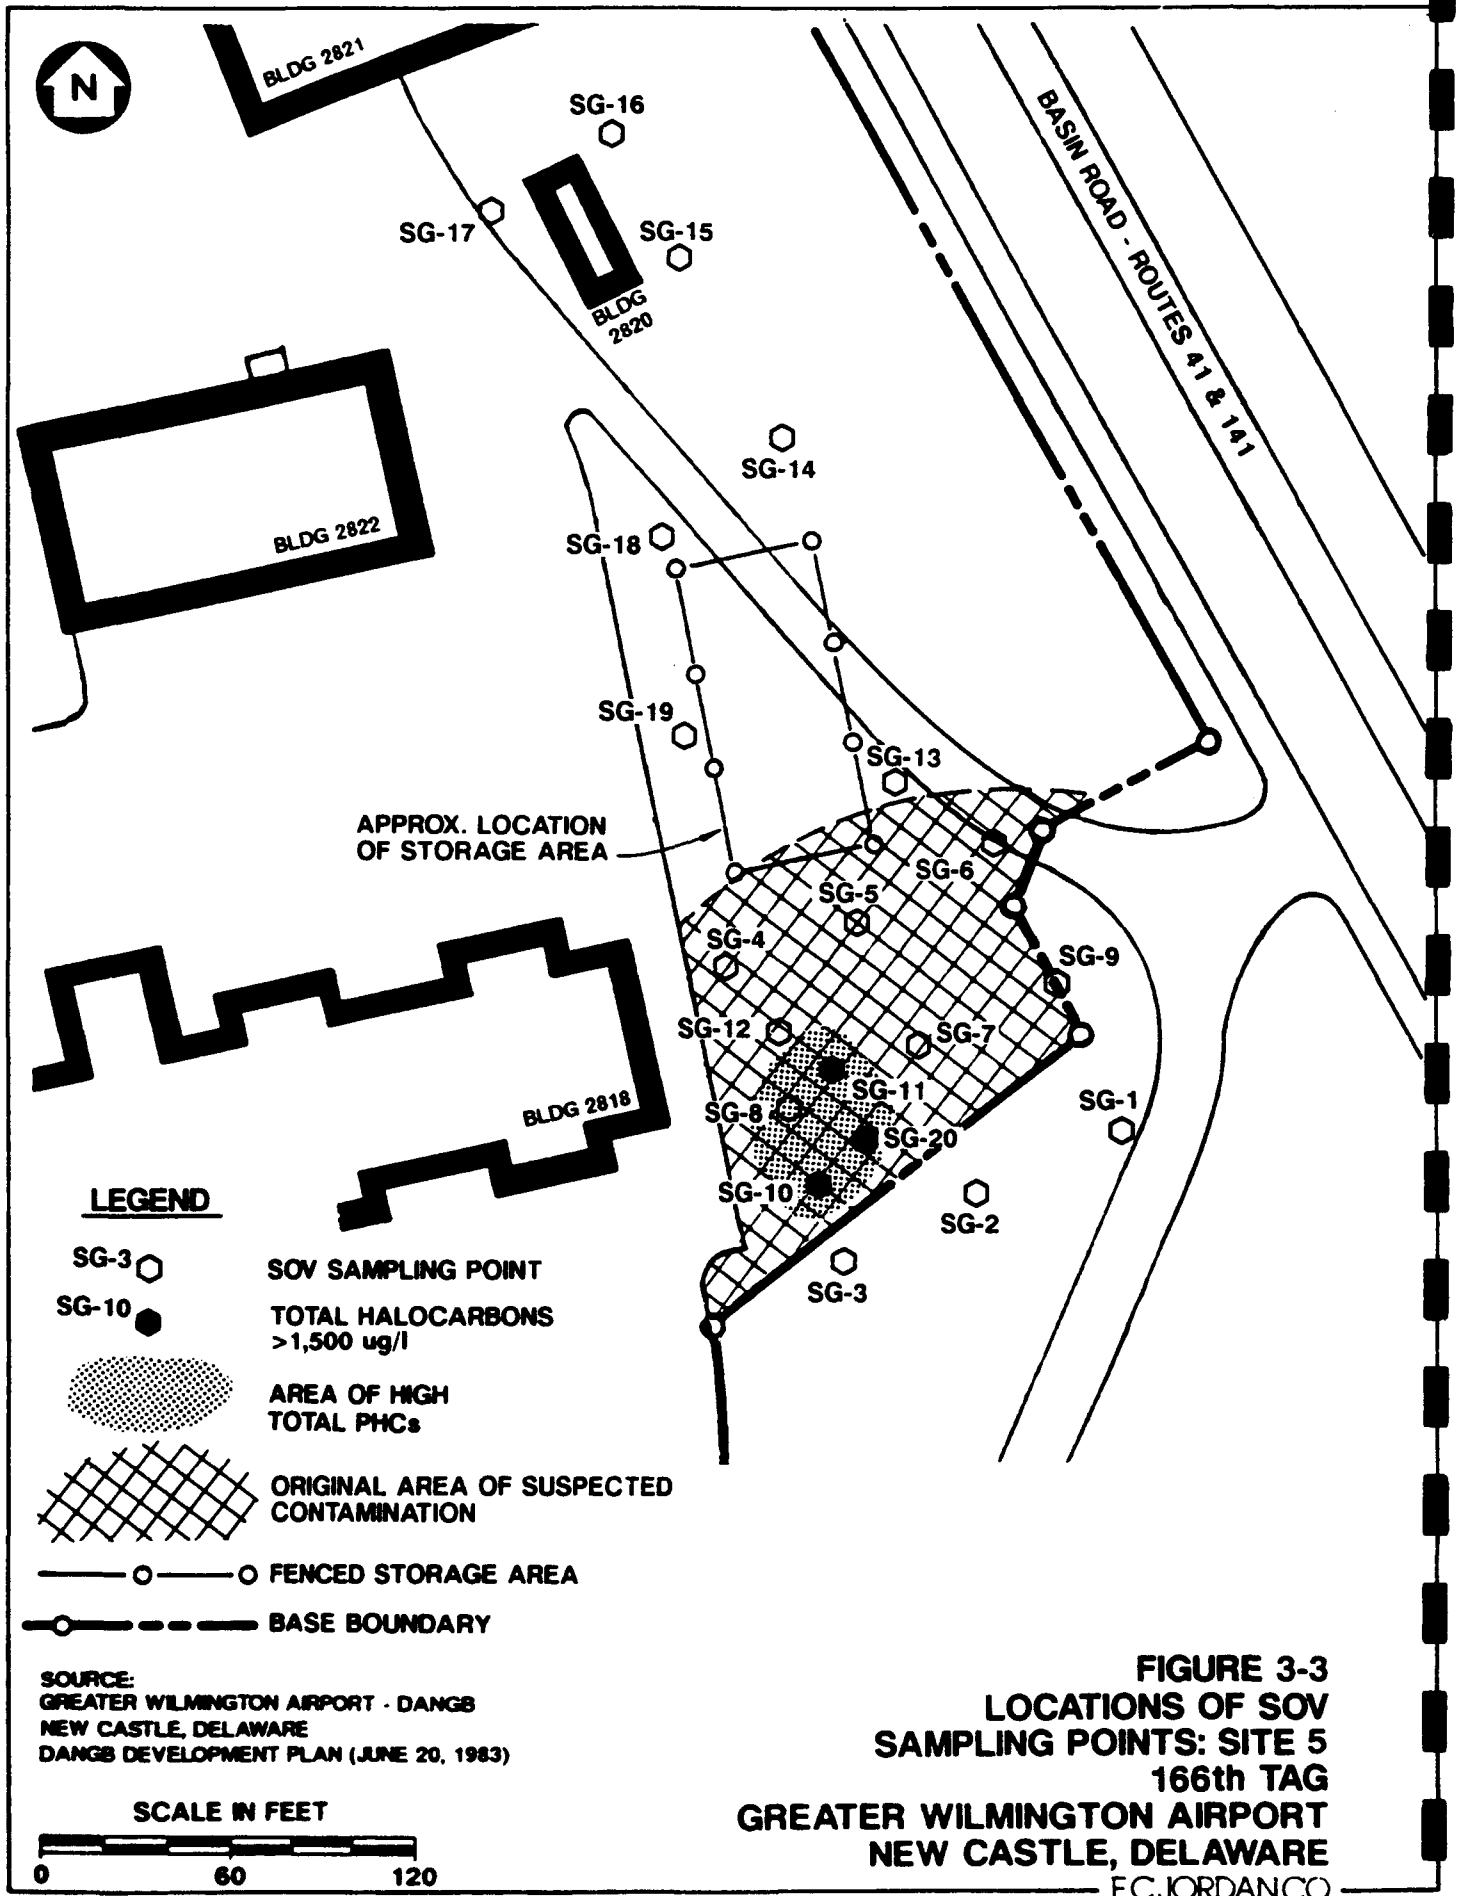 N
BLDG 2821
SG-16
SG-17
SG-15
BLDG
2820
BASIN ROAD - ROUTES 41 & 141
SG-14
BLDG 2822
SG-18
SG-19
SG-13
APPROX. LOCATION
OF STORAGE AREA
SG-6
SG-5
SG-4
SG-9
SG-12
SG-7
SG-11
SG-8
SG-1
BLDG 2818
SG-20
SG-10
SG-2
SG-3
LEGEND
SG-3
SOV SAMPLING POINT
SG-10
TOTAL HALOCARBONS
>1,500 ug/l
AREA OF HIGH
TOTAL PHCs
ORIGINAL AREA OF SUSPECTED
CONTAMINATION
FENCED STORAGE AREA
BASE BOUNDARY
SOURCE:
GREATER WILMINGTON AIRPORT - DANGB
NEW CASTLE, DELAWARE
DANGB DEVELOPMENT PLAN (JUNE 20, 1983)
SCALE IN FEET
0 60 120
FIGURE 3-3
LOCATIONS OF SOV
SAMPLING POINTS: SITE 5
166th TAG
GREATER WILMINGTON AIRPORT
NEW CASTLE, DELAWARE
E.C.JORDAN CO